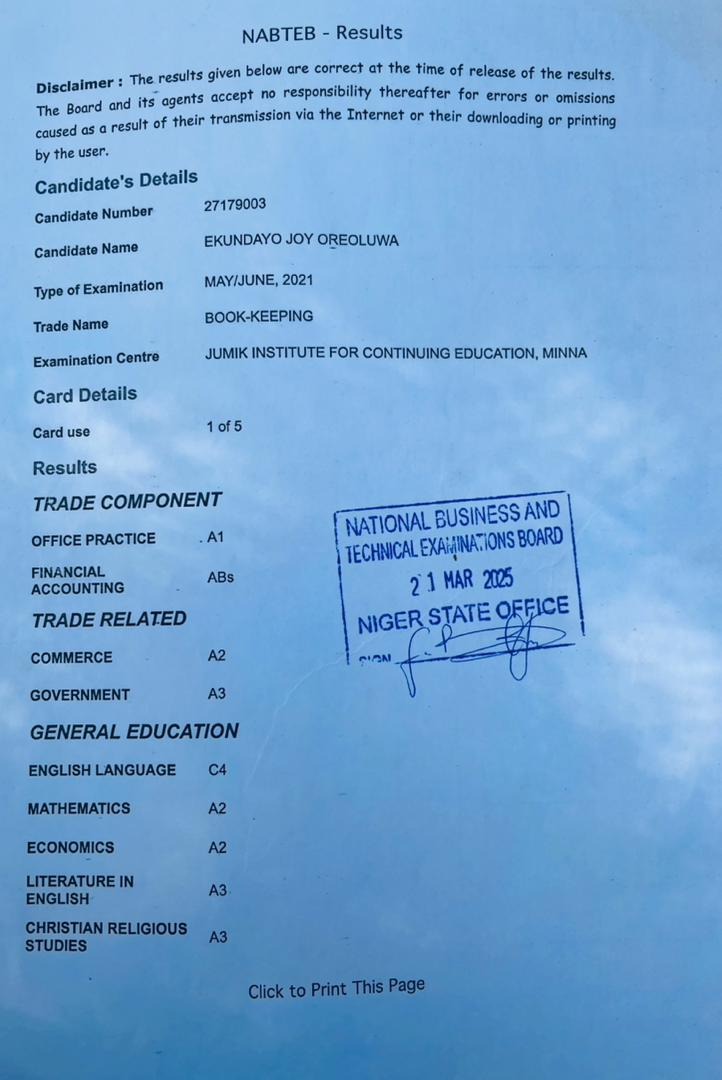 NABTEB - Results
Disclaimer : The results given below are correct at the time of release of the results.
The Board and its agents accept no responsibility thereafter for errors or omissions
caused as a result of their transmission via the Internet or their downloading or printing
by the user.
Candidate's Details
Candidate Number 27179003
Candidate Name EKUNDAYO JOY OREOLUWA
Type of Examination MAY/JUNE, 2021
Trade Name BOOK-KEEPING
Examination Centre JUMIK INSTITUTE FOR CONTINUING EDUCATION, MINNA
Card Details
Card use 1 of 5
Results
TRADE COMPONENT
OFFICE PRACTICE A1
FINANCIAL
ACCOUNTING ABs
TRADE RELATED
COMMERCE A2
GOVERNMENT A3
GENERAL EDUCATION
ENGLISH LANGUAGE C4
MATHEMATICS A2
ECONOMICS A2
LITERATURE IN
ENGLISH A3
CHRISTIAN RELIGIOUS
STUDIES A3
NATIONAL BUSINESS AND
TECHNICAL EXAMINATIONS BOARD
21 MAR 2025
NIGER STATE OFFICE
SIGN
Click to Print This Page